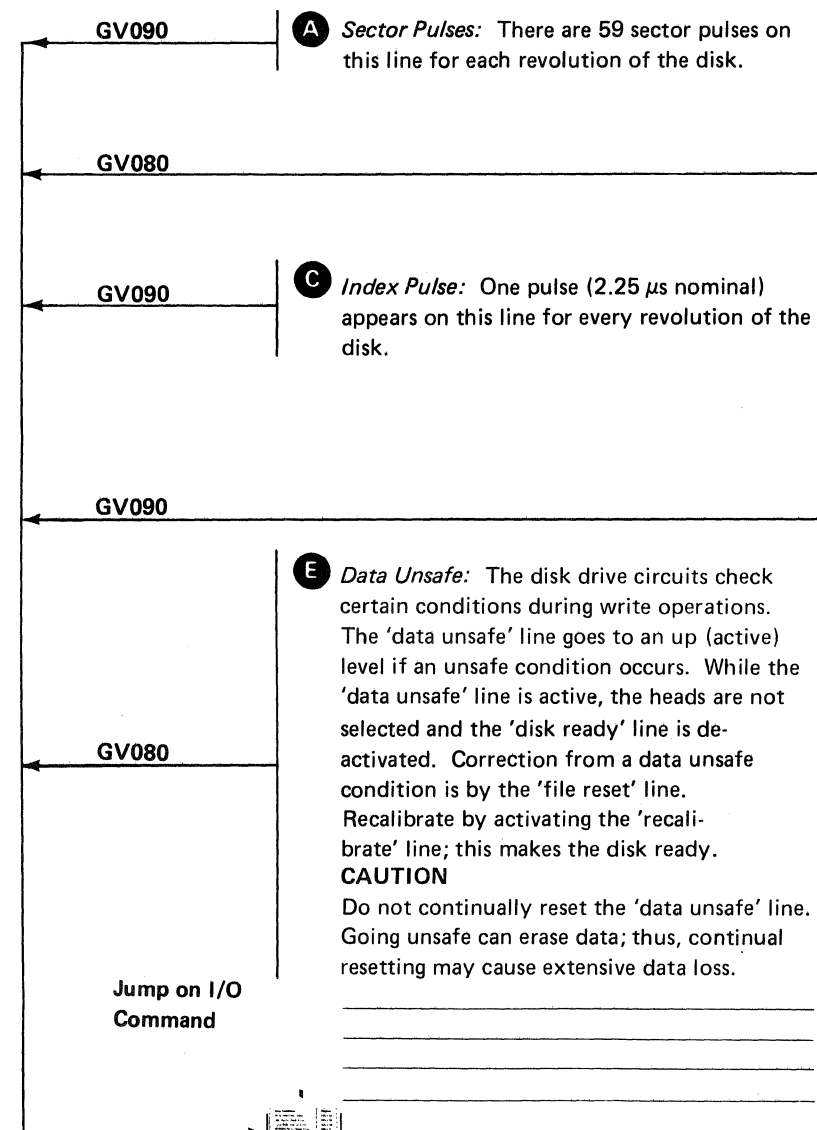 GV090
A Sector Pulses: There are 59 sector pulses on
this line for each revolution of the disk.
GV080
GV090
C Index Pulse: One pulse (2.25 μs nominal)
appears on this line for every revolution of the
disk.
GV090
E Data Unsafe: The disk drive circuits check
certain conditions during write operations.
The 'data unsafe' line goes to an up (active)
level if an unsafe condition occurs. While the
'data unsafe' line is active, the heads are not
selected and the 'disk ready' line is de-
activated. Correction from a data unsafe
GV080
condition is by the 'file reset' line.
Recalibrate by activating the 'recali-
brate' line; this makes the disk ready.
CAUTION
Do not continually reset the 'data unsafe' line.
Going unsafe can erase data; thus, continual
resetting may cause extensive data loss.
Jump on I/O
Command